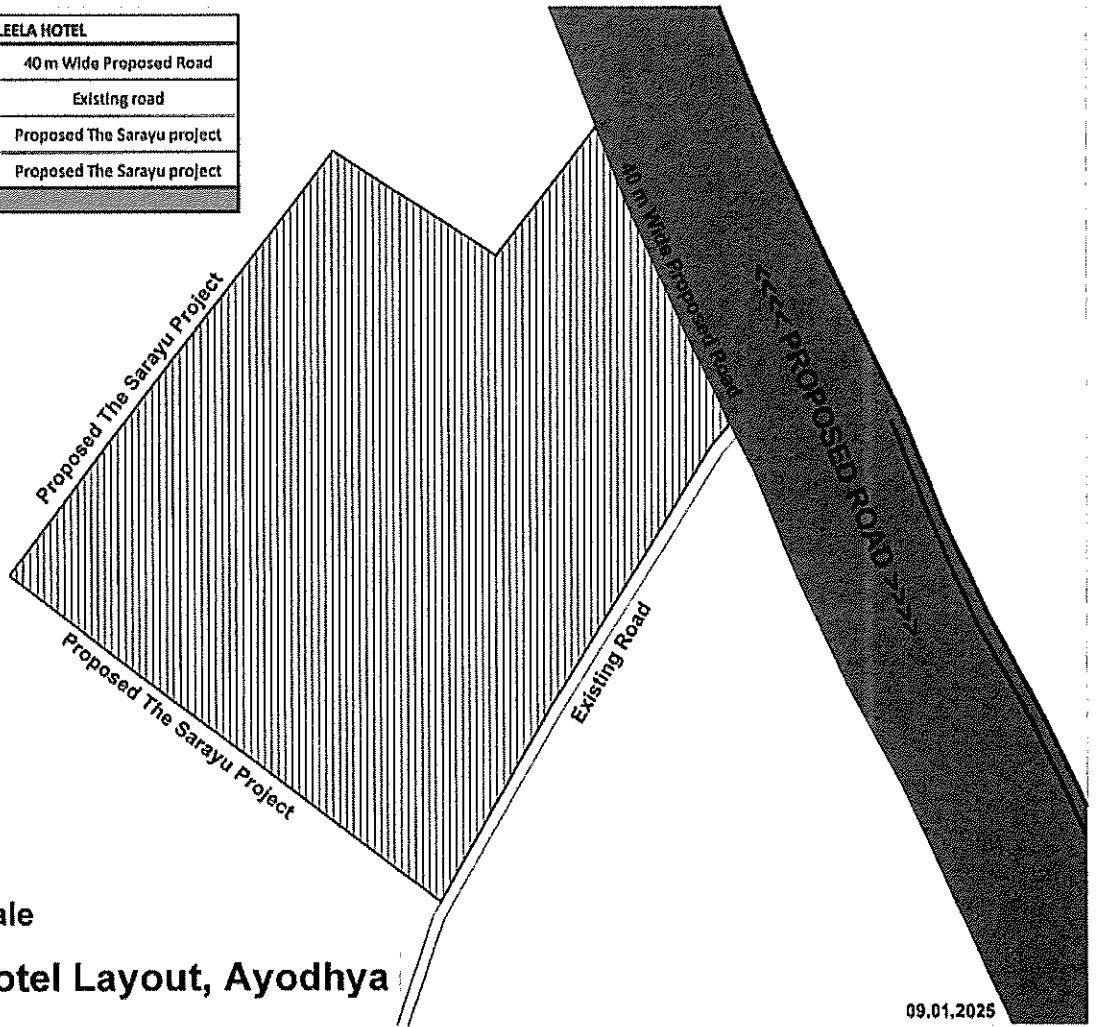 LEELA HOTEL
40 m Wide Proposed Road
Existing road
Proposed The Sarayu project
Proposed The Sarayu project
40 m Wide Proposed Road
<<<< PROPOSED ROAD >>>>
Proposed The Sarayu Project
Existing Road
Proposed The Sarayu Project
ale
otel Layout, Ayodhya
09.01.2025